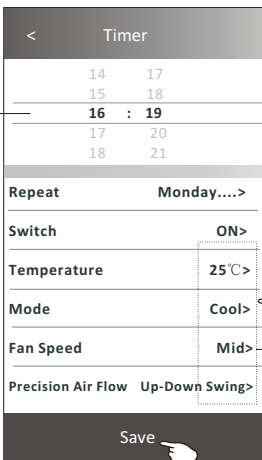 < Timer
14 17
15 18
16 : 19
17 20
18 21
Repeat Monday....>
Switch ON>
Temperature 25℃>
Mode Cool>
Fan Speed Mid>
Precision Air Flow Up-Down Swing>
Save